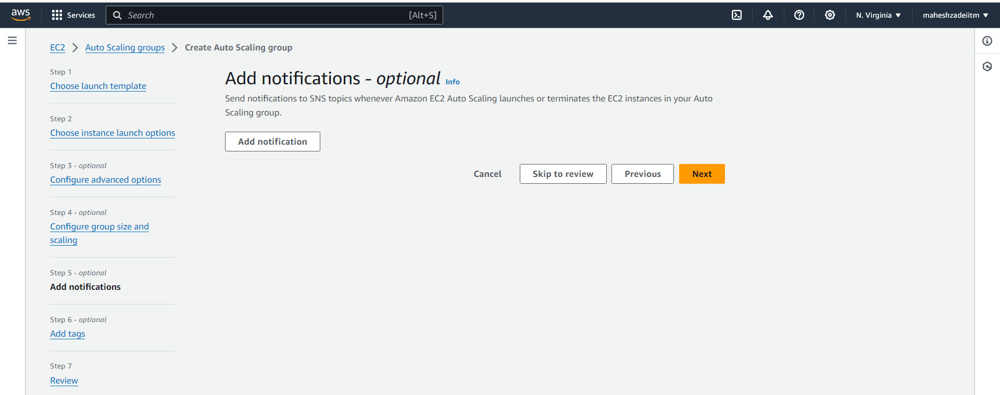 aws
Services
Search [Alt+S]
N. Virginia
maheshzadeiitm
EC2 > Auto Scaling groups > Create Auto Scaling group
Step 1
Choose launch template
Step 2
Choose instance launch options
Step 3 - optional
Configure advanced options
Step 4 - optional
Configure group size and
scaling
Step 5 - optional
Add notifications
Step 6 - optional
Add tags
Step 7
Review
Add notifications - optional Info
Send notifications to SNS topics whenever Amazon EC2 Auto Scaling launches or terminates the EC2 instances in your Auto
Scaling group.
Add notification
Cancel
Skip to review
Previous
Next